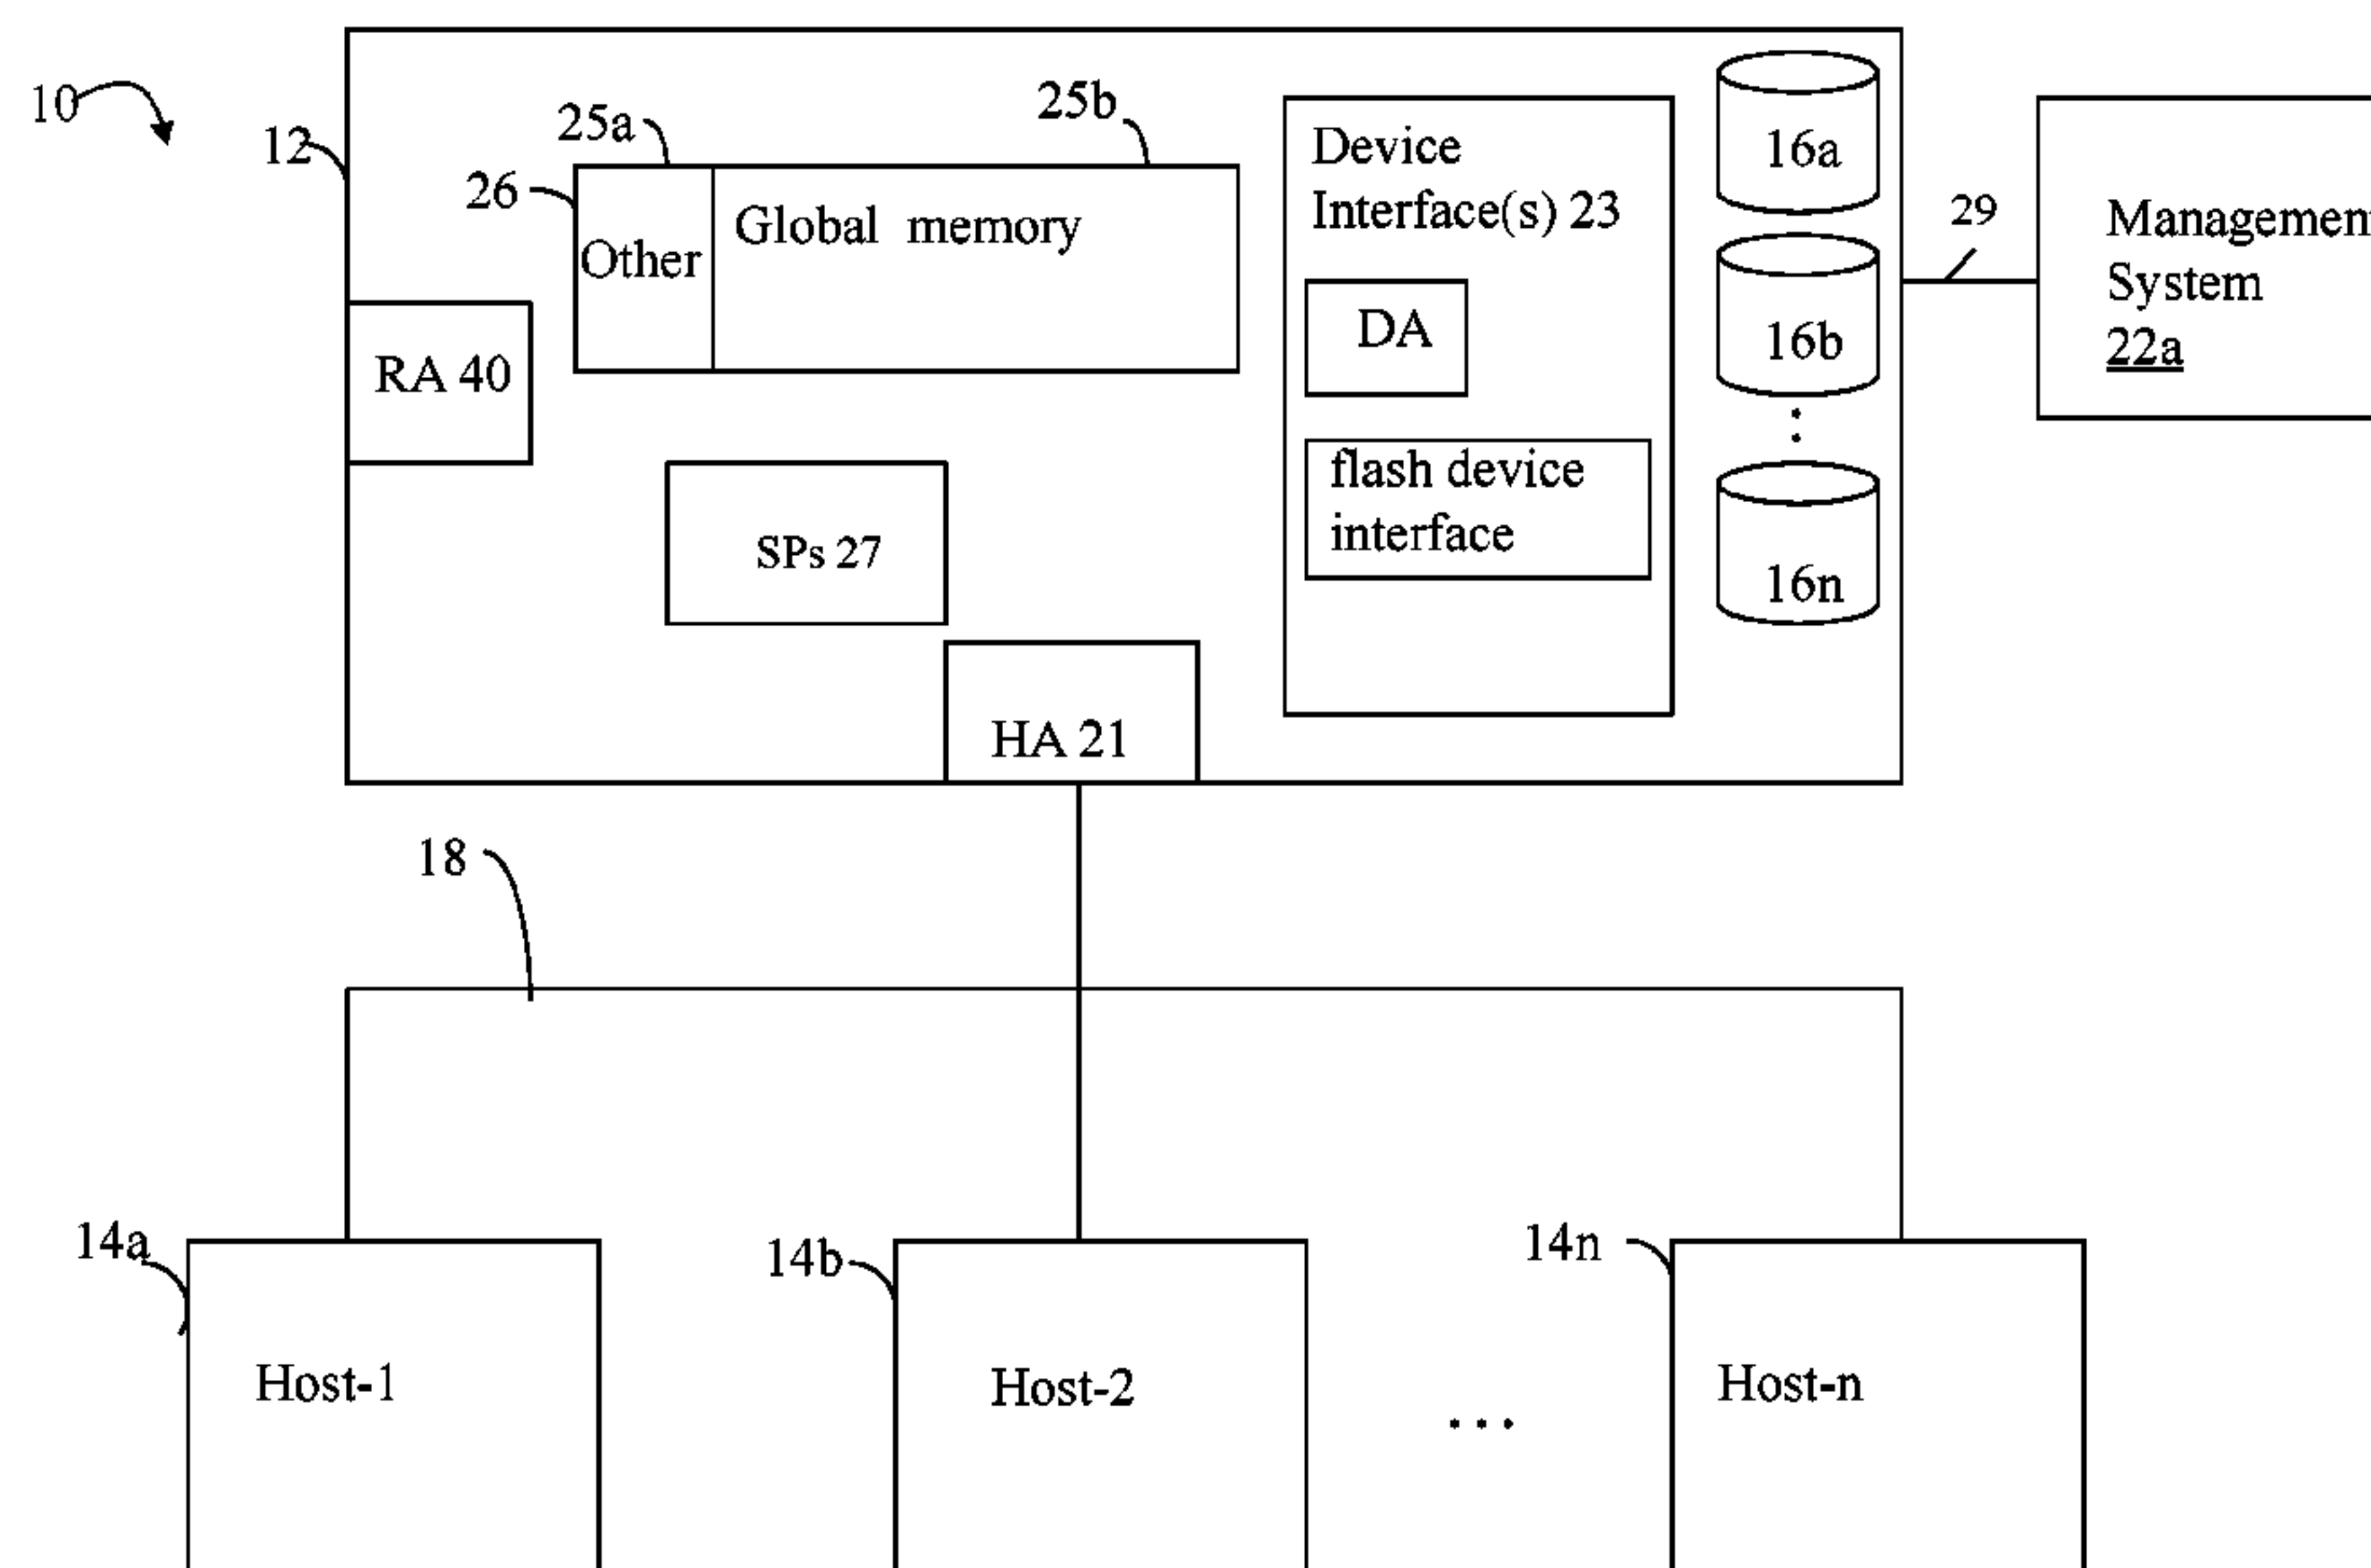 10
12
25a
25b
26
Other
Global memory
Device
Interface(s) 23
DA
flash device
interface
16a
16b
16n
29
Managemen
System
22a
RA 40
SPs 27
HA 21
18
14a
14b
14n
Host-1
Host-2
...
Host-n